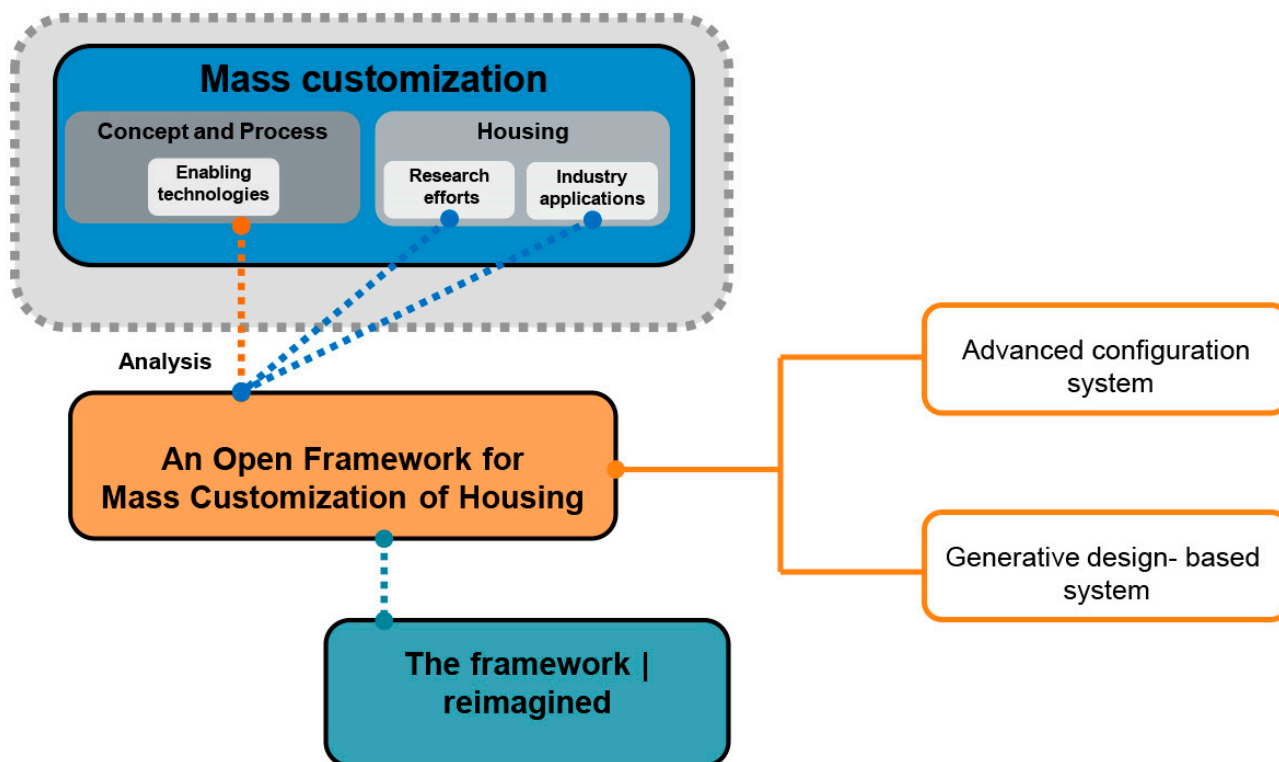 Mass customization
Concept and Process
Enabling
technologies
Housing
Research
efforts
Industry
applications
Analysis
An Open Framework for
Mass Customization of Housing
Advanced configuration
system
Generative design- based
system
The framework |
reimagined